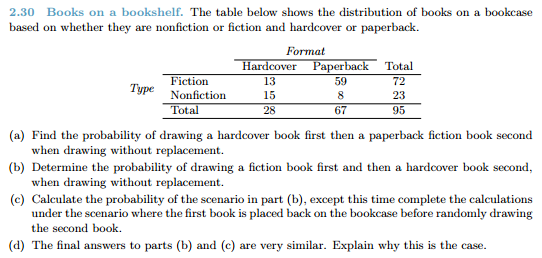 2.30 Books on a bookshelf. The table below shows the distribution of books on a bookcase
based on whether they are nonfiction or fiction and hardcover or paperback.
Format
Hardcover Paperback Total
Type
Fiction 13 59 72
Nonfiction 15 8 23
Total 28 67 95
(a) Find the probability of drawing a hardcover book first then a paperback fiction book second
when drawing without replacement.
(b) Determine the probability of drawing a fiction book first and then a hardcover book second,
when drawing without replacement.
(c) Calculate the probability of the scenario in part (b), except this time complete the calculations
under the scenario where the first book is placed back on the bookcase before randomly drawing
the second book.
(d) The final answers to parts (b) and (c) are very similar. Explain why this is the case.